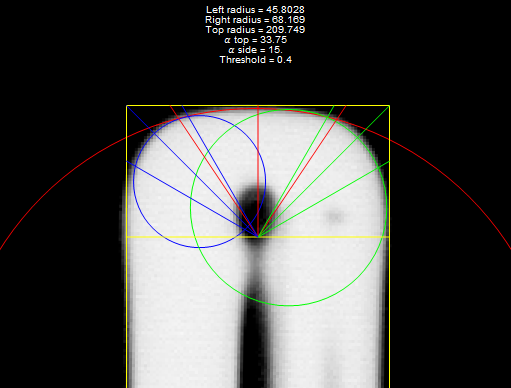 Left radius = 45.8028
Right radius = 68.169
Top radius = 209.749
α top = 33.75
α side = 15.
Threshold = 0.4